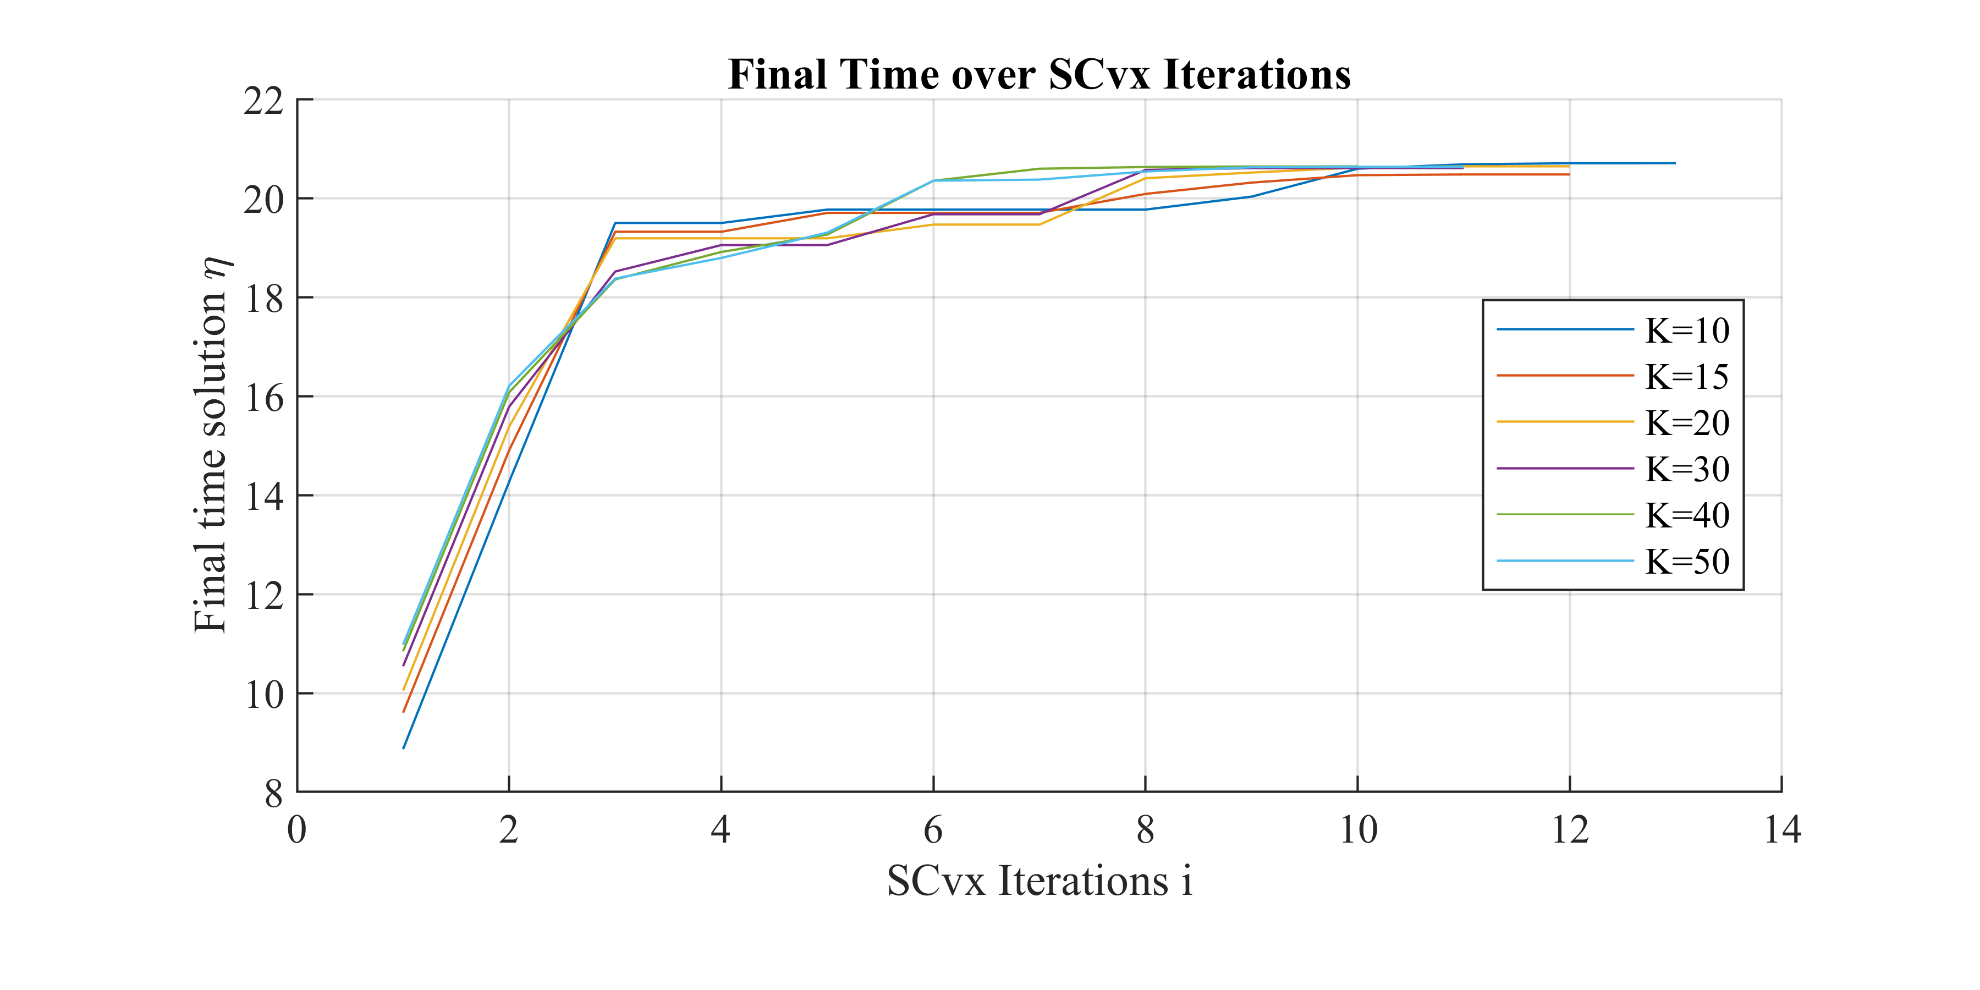 Final Time over SCvx Iterations
22
20
18
16
14
12
10
8
Final time solution η
0 2 4 6 8 10 12 14
SCvx Iterations i
K=10
K=15
K=20
K=30
K=40
K=50